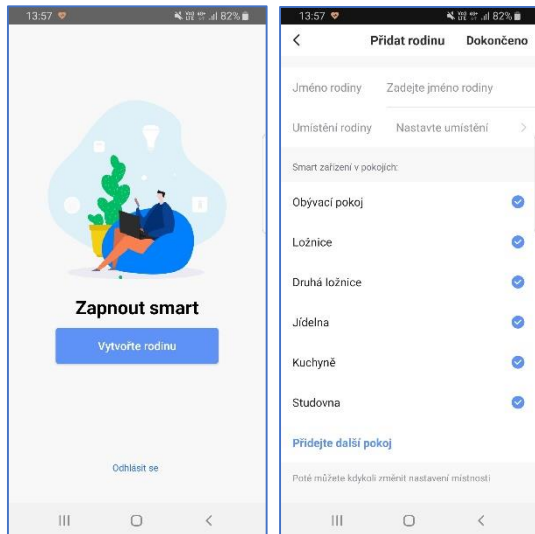 13:57 82%
Zapnout smart
Vytvořte rodinu
Odhlásit se
13:57 82%
Přidat rodinu Dokončeno
Jméno rodiny Zadejte jméno rodiny
Umístění rodiny Nastavte umístění
Smart zařízení v pokojích:
Obývací pokoj
Ložnice
Druhá ložnice
Jídelna
Kuchyně
Studovna
Přidejte další pokoj
Poté můžete kdykoli změnit nastavení místnosti